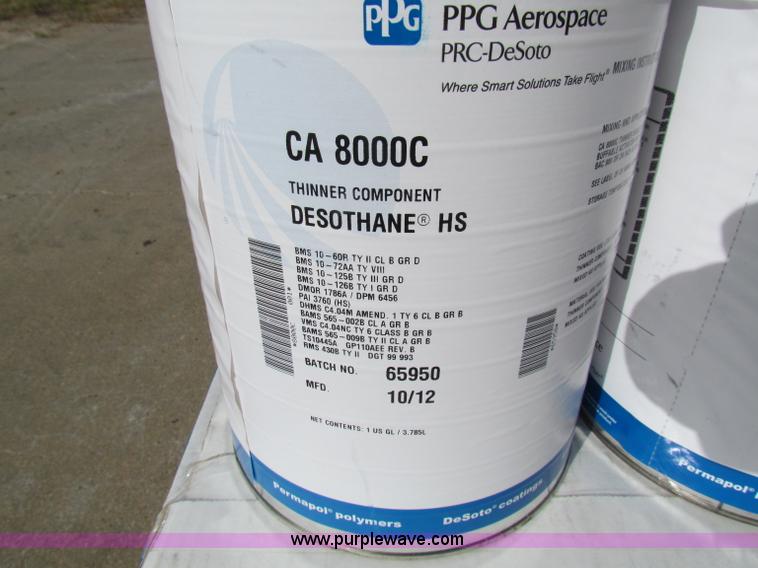 PPG
PPG Aerospace
PRC-DeSoto
Where Smart Solutions Take Flight®
MIXING
CA 8000C
THINNER COMPONENT
DESOTHANE® HS
BMS 10-60R TY II CL B GR D
BMS 10-72AA TY VIII
BMS 10-125B TY III GR D
BMS 10-126B TY I GR D
DMOR 1786A / DPM 6456
PAI 3760 (HS)
DHMS C4.04M AMEND. 1 TY 6 CL B GR B
BAMS 565-002B CL A GR B
VMS C4.04NC TY 6 CLASS B GR B
BAMS 565-009B TY II CL A GR B
TS10445A GP110AEE REV. B
RMS 430B TY II DGT 99 993
BATCH NO. 65950
MFD. 10/12
NET CONTENTS: 1 US GL / 3.785L
Permapol® polymers DeSoto® coatings
Permapol®
www.purplewave.com